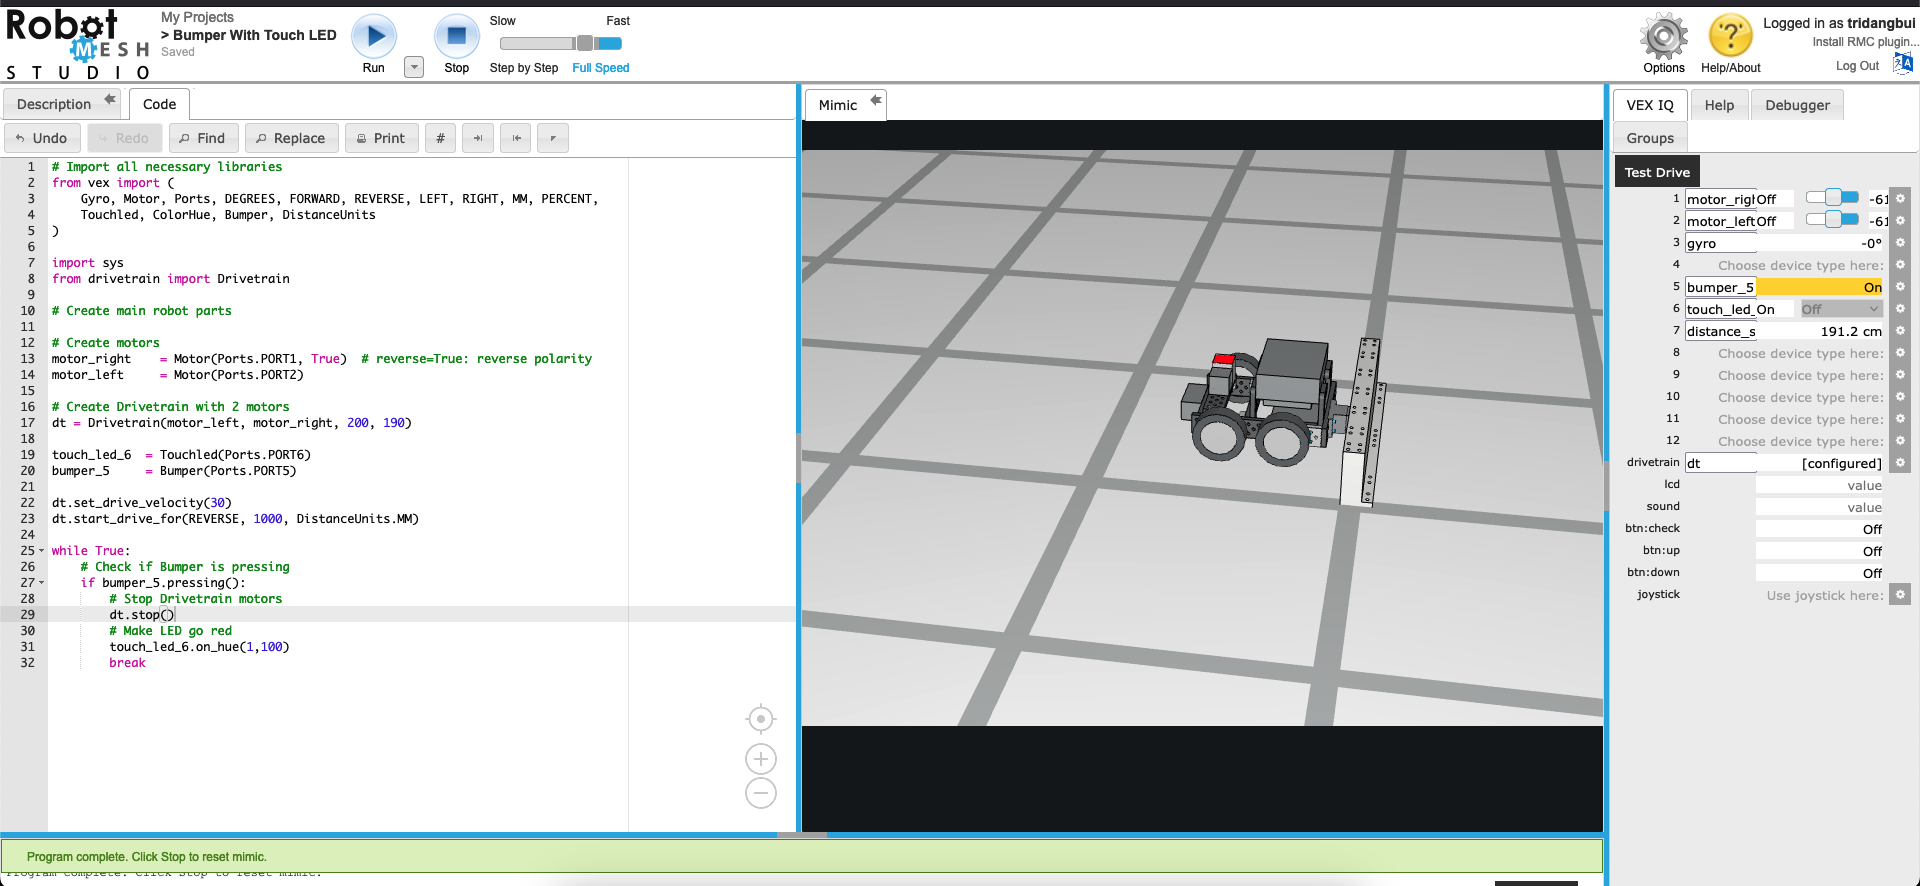 Robot
MESH
STUDIO
My Projects
> Bumper With Touch LED
Saved
Run
Stop
Slow
Fast
Step by Step
Full Speed
Options
Help/About
Logged in as tridangbui
Install RMC plugin...
Log Out
Description
Code
Undo
Redo
Find
Replace
Print
#
1 # Import all necessary libraries
2 from vex import (
3     Gyro, Motor, Ports, DEGREES, FORWARD, REVERSE, LEFT, RIGHT, MM, PERCENT,
4     Touchled, ColorHue, Bumper, DistanceUnits
5 )
6
7 import sys
8 from drivetrain import Drivetrain
9
10 # Create main robot parts
11
12 # Create motors
13 motor_right    = Motor(Ports.PORT1, True)  # reverse=True: reverse polarity
14 motor_left     = Motor(Ports.PORT2)
15
16 # Create Drivetrain with 2 motors
17 dt = Drivetrain(motor_left, motor_right, 200, 190)
18
19 touch_led_6  = Touchled(Ports.PORT6)
20 bumper_5     = Bumper(Ports.PORT5)
21
22 dt.set_drive_velocity(30)
23 dt.start_drive_for(REVERSE, 1000, DistanceUnits.MM)
24
25 while True:
26     # Check if Bumper is pressing
27     if bumper_5.pressing():
28         # Stop Drivetrain motors
29         dt.stop()
30         # Make LED go red
31         touch_led_6.on_hue(1,100)
32         break
Mimic
VEX IQ
Help
Debugger
Groups
Test Drive
1 motor_righ Off -61
2 motor_left Off -61
3 gyro -0°
4 Choose device type here:
5 bumper_5 On
6 touch_led_ On Off
7 distance_s 191.2 cm
8 Choose device type here:
9 Choose device type here:
10 Choose device type here:
11 Choose device type here:
12 Choose device type here:
drivetrain dt [configured]
lcd value
sound value
btn:check Off
btn:up Off
btn:down Off
joystick Use joystick here:
Program complete. Click Stop to reset mimic.
Program complete. Click Stop to reset mimic.